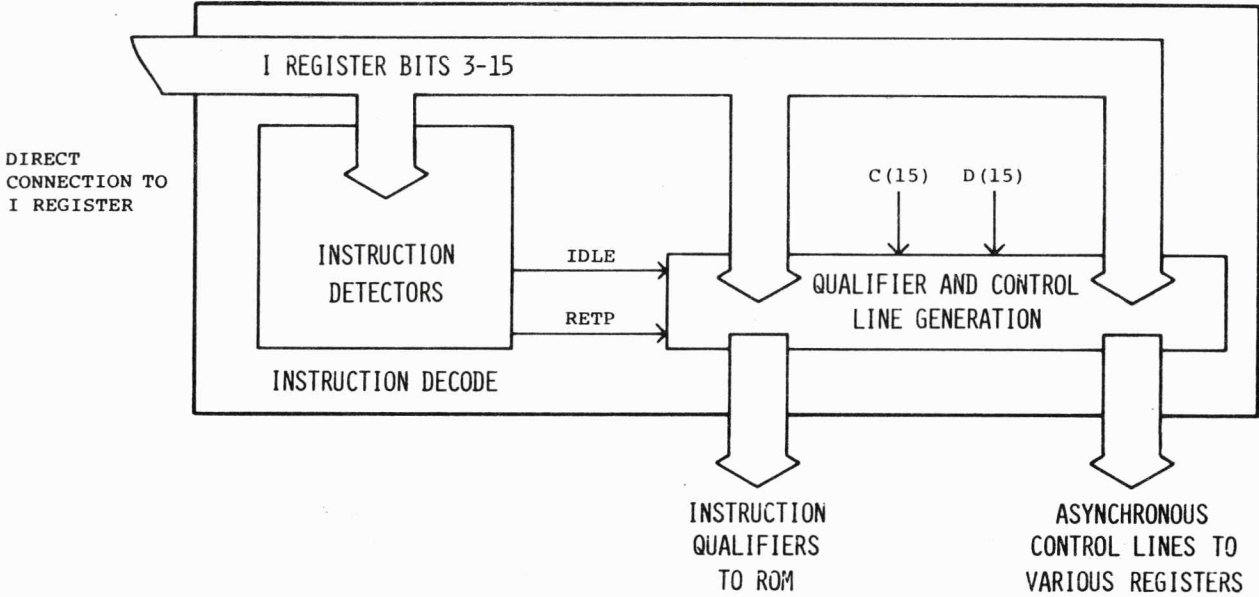 I REGISTER BITS 3-15
DIRECT
CONNECTION TO
I REGISTER
C(15) D(15)
INSTRUCTION
DETECTORS
IDLE
RETP
QUALIFIER AND CONTROL
LINE GENERATION
INSTRUCTION DECODE
INSTRUCTION
QUALIFIERS
TO ROM
ASYNCHRONOUS
CONTROL LINES TO
VARIOUS REGISTERS